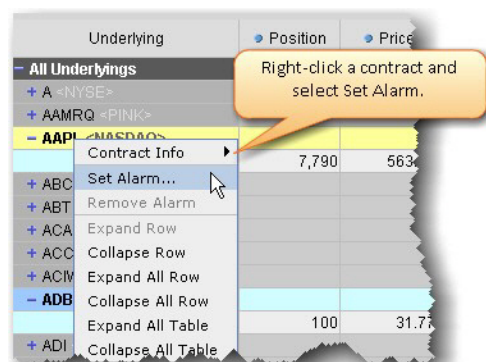 Underlying Position Price
Right-click a contract and
select Set Alarm.
− All Underlyings
+ A <NYSE>
+ AAMRQ <PINK>
− AAPL <NASDAQ>
7,790 563
Contract Info
Set Alarm...
Remove Alarm
Expand Row
Collapse Row
Expand All Row
Collapse All Row
Expand All Table
Collapse All Table
+ ABC
+ ABT
+ ACA
+ ACC
+ ACIW
− ADB
100 31.77
+ ADI